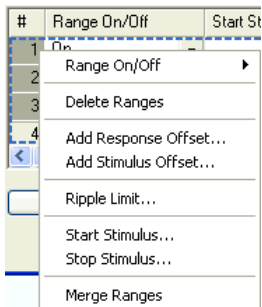 # Range On/Off Start St
1 On
Range On/Off
2
Delete Ranges
3
Add Response Offset...
4
Add Stimulus Offset...
Ripple Limit...
Start Stimulus...
Stop Stimulus...
Merge Ranges